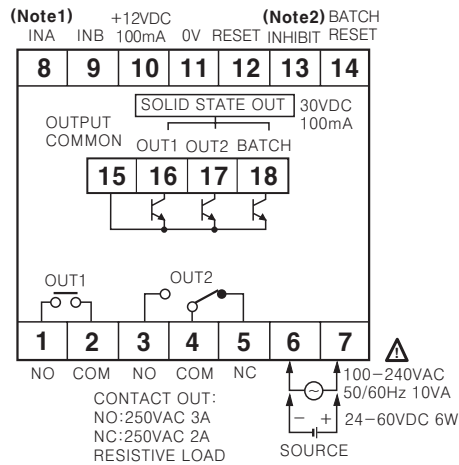 (Note1) +12VDC (Note2) BATCH
INA INB 100mA 0V RESET INHIBIT RESET
8 9 10 11 12 13 14
SOLID STATE OUT 30VDC
100mA
OUTPUT
COMMON OUT1 OUT2 BATCH
15 16 17 18
OUT1 OUT2
1 2 3 4 5 6 7
NO COM NO COM NC
100-240VAC
50/60Hz 10VA
CONTACT OUT:
NO:250VAC 3A
NC:250VAC 2A
RESISTIVE LOAD
- + 24-60VDC 6W
SOURCE